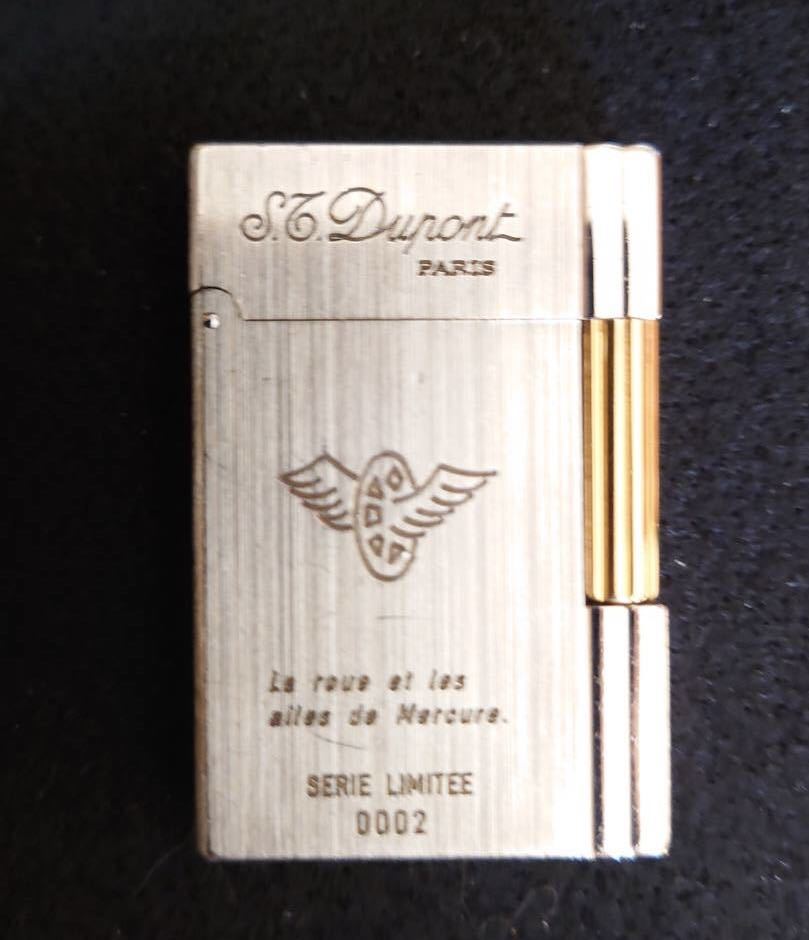 S.T. Dupont
PARIS
La roue et les
ailes de Mercure.
SERIE LIMITEE
0002